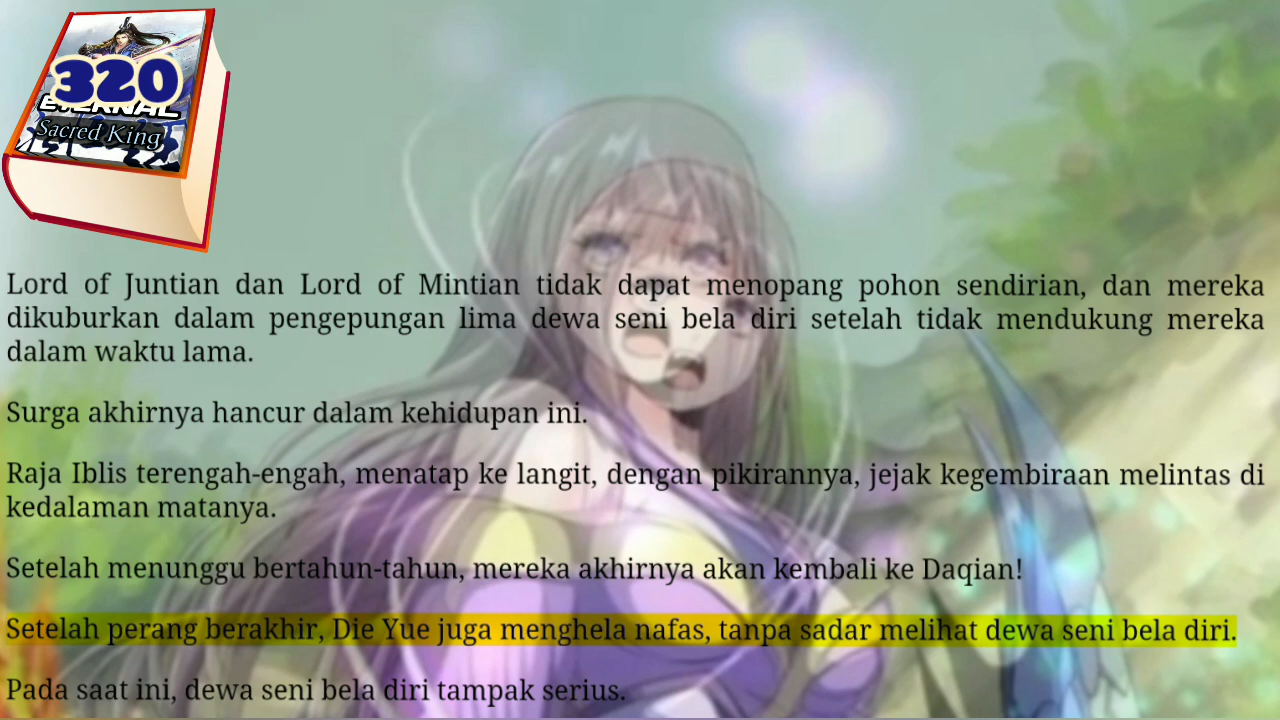 320
ETERNAL
Sacred King
Lord of Juntian dan Lord of Mintian tidak dapat menopang pohon sendirian, dan mereka
dikuburkan dalam pengepungan lima dewa seni bela diri setelah tidak mendukung mereka
dalam waktu lama.
Surga akhirnya hancur dalam kehidupan ini.
Raja Iblis terengah-engah, menatap ke langit, dengan pikirannya, jejak kegembiraan melintas di
kedalaman matanya.
Setelah menunggu bertahun-tahun, mereka akhirnya akan kembali ke Daqian!
Setelah perang berakhir, Die Yue juga menghela nafas, tanpa sadar melihat dewa seni bela diri.
Pada saat ini, dewa seni bela diri tampak serius.